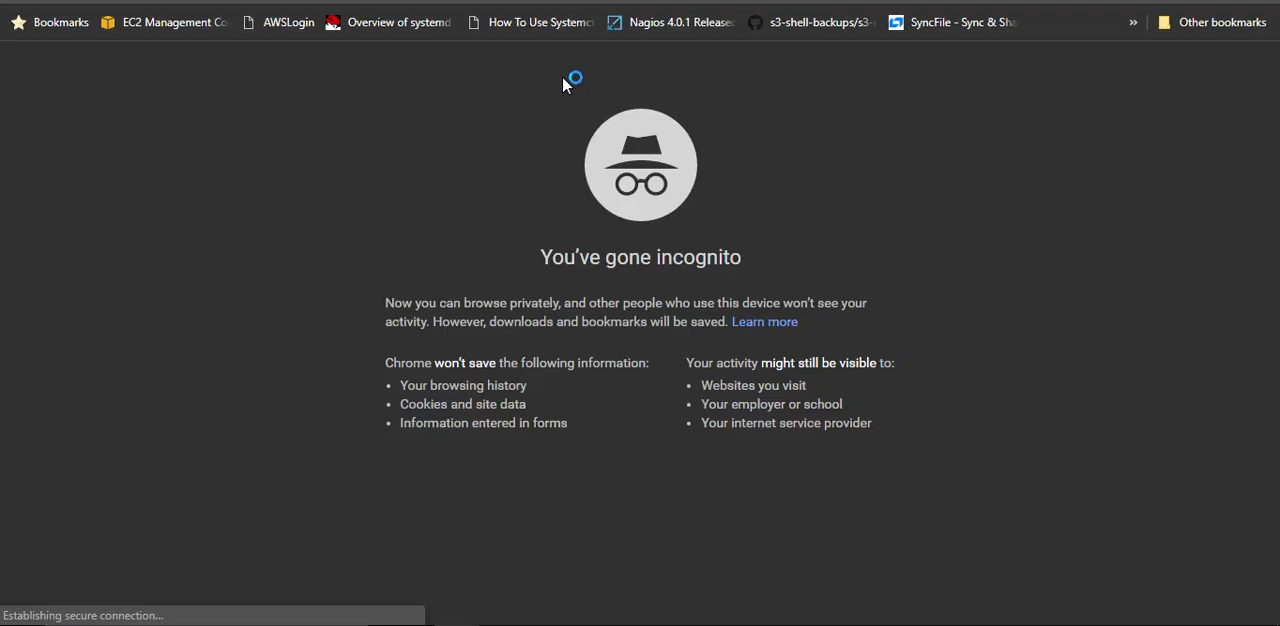 Bookmarks EC2 Management Co AWSLogin Overview of systemd How To Use Systemc Nagios 4.0.1 Release s3-shell-backups/s3- SyncFile - Sync & Sha » Other bookmarks
You've gone incognito
Now you can browse privately, and other people who use this device won't see your
activity. However, downloads and bookmarks will be saved. Learn more
Chrome won't save the following information:
• Your browsing history
• Cookies and site data
• Information entered in forms
Your activity might still be visible to:
• Websites you visit
• Your employer or school
• Your internet service provider
Establishing secure connection...